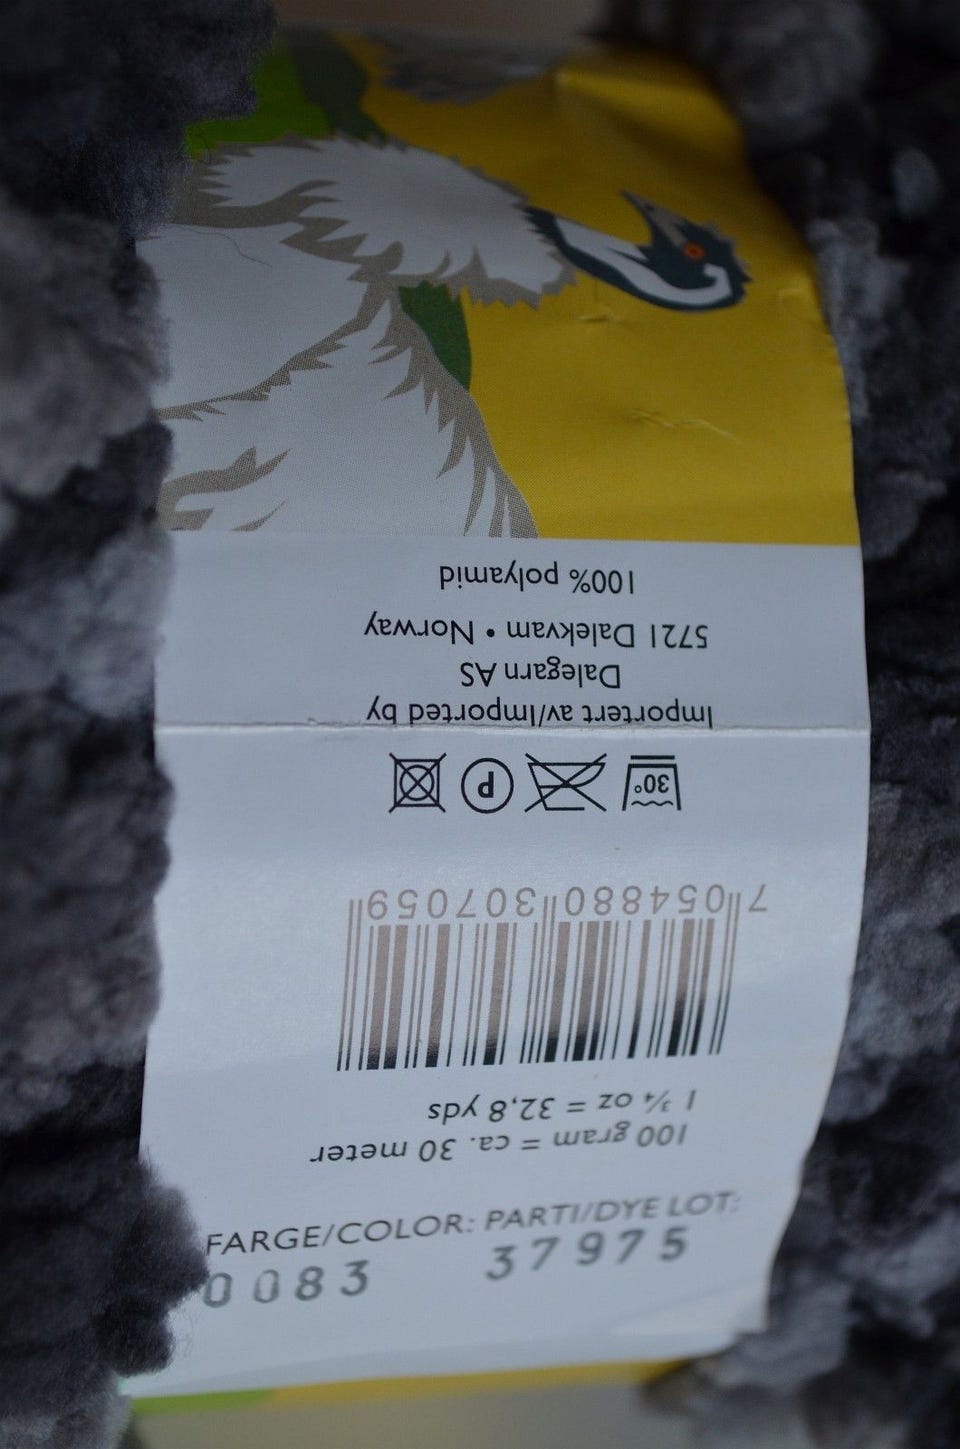 100 gram = ca. 30 meter
1 ¾ oz = 32,8 yds
7 054880 307059
30° P
Importert av/Imported by
Dalegarn AS
5721 Dalekvam • Norway
100% polyamid
FARGE/COLOR: PARTI/DYE LOT:
0083 37975